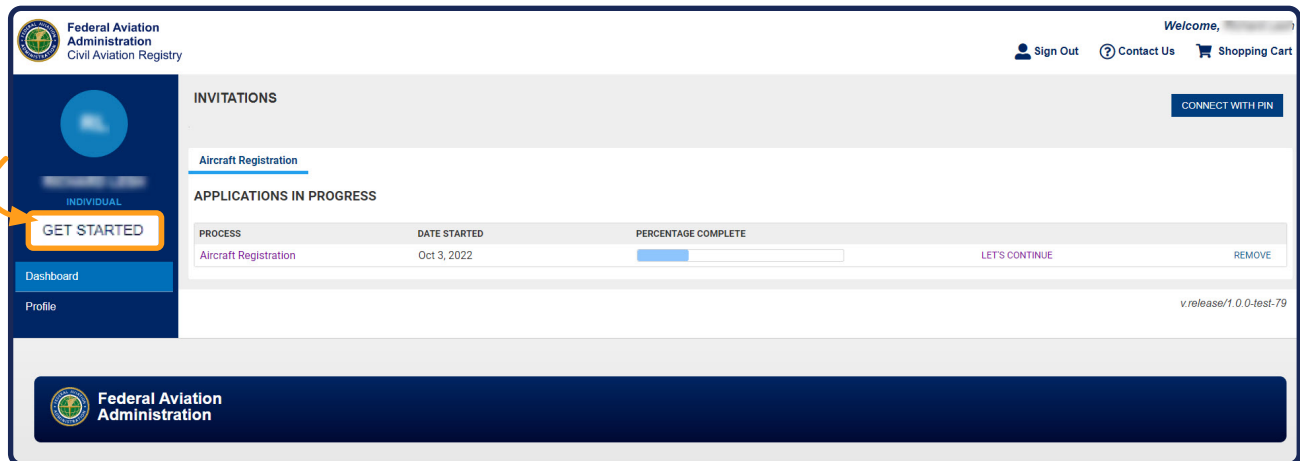 Federal Aviation
Administration
Civil Aviation Registry
Welcome,
Sign Out Contact Us Shopping Cart
INVITATIONS
CONNECT WITH PIN
Aircraft Registration
INDIVIDUAL
GET STARTED
APPLICATIONS IN PROGRESS
PROCESS DATE STARTED PERCENTAGE COMPLETE
Aircraft Registration Oct 3, 2022 LET'S CONTINUE REMOVE
Dashboard
Profile
v.release/1.0.0-test-79
Federal Aviation
Administration